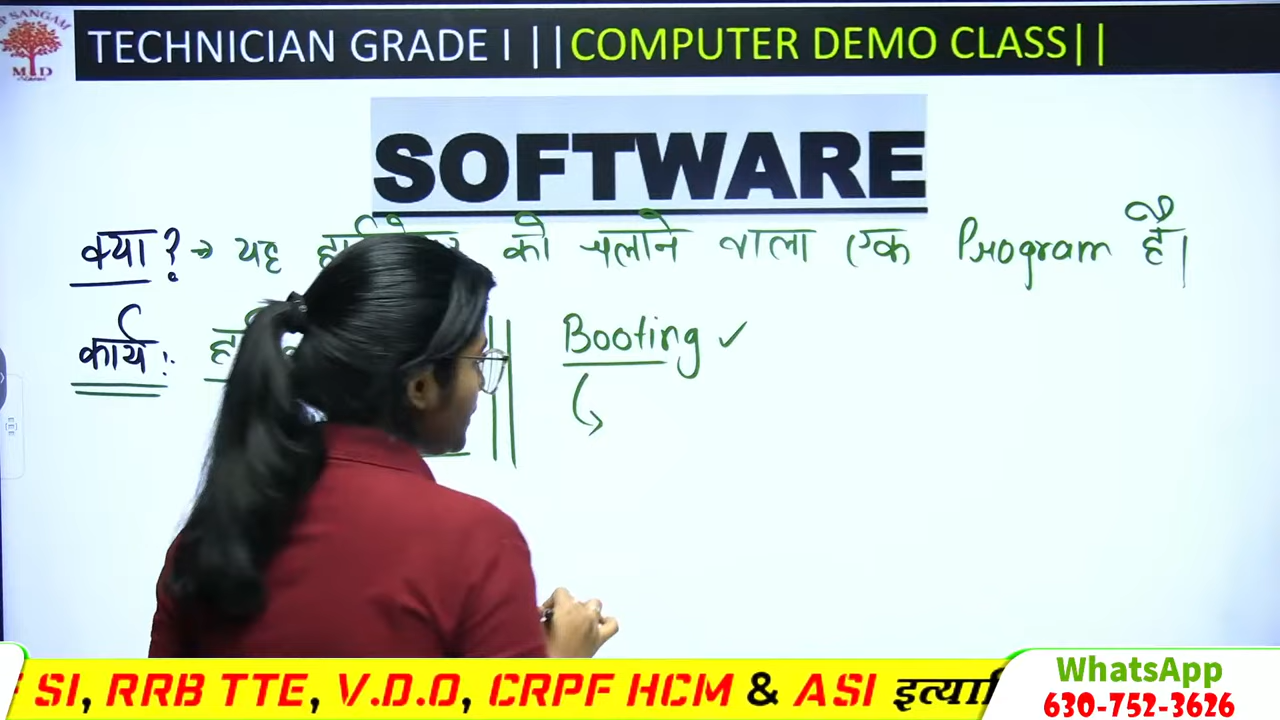 P SANGAM
M D
TECHNICIAN GRADE I ||COMPUTER DEMO CLASS||
SOFTWARE
क्या ? → यह को चलाने वाला एक Program है।
कार्य :- Booting ✓
SI, RRB TTE, V.D.O, CRPF HCM & ASI
WhatsApp
630-752-3626